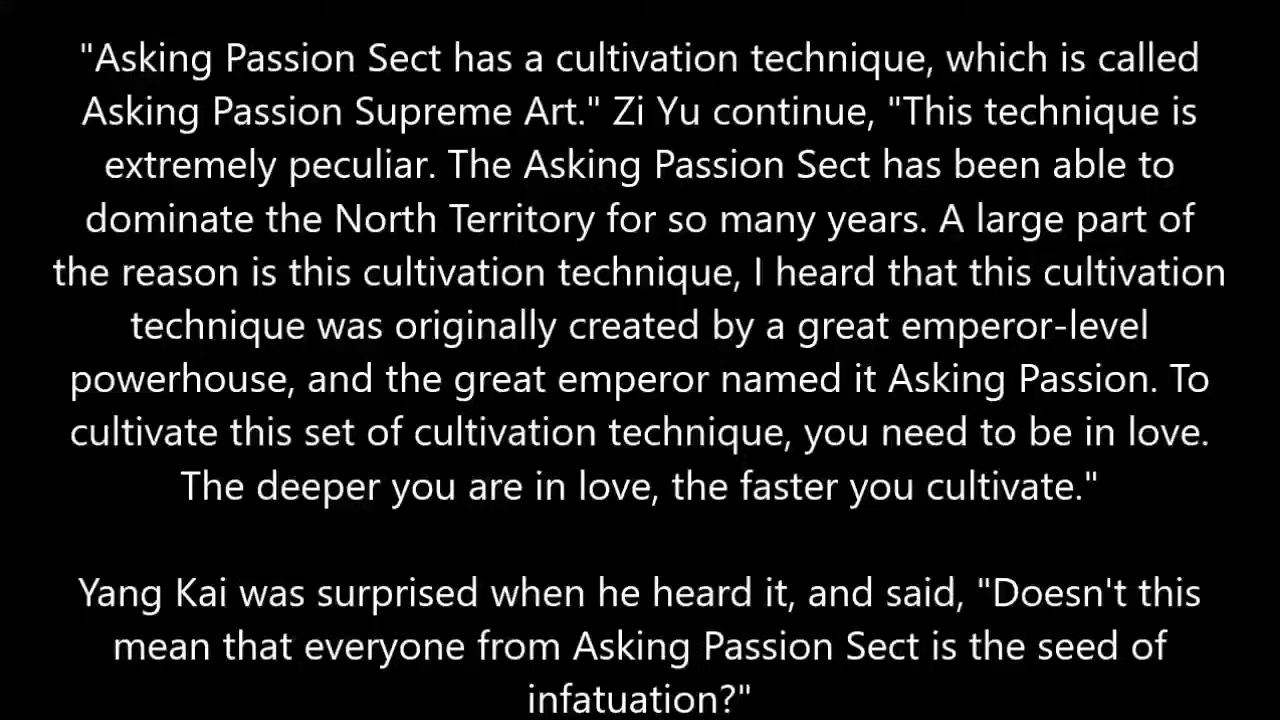 "Asking Passion Sect has a cultivation technique, which is called
Asking Passion Supreme Art." Zi Yu continue, "This technique is
extremely peculiar. The Asking Passion Sect has been able to
dominate the North Territory for so many years. A large part of
the reason is this cultivation technique, I heard that this cultivation
technique was originally created by a great emperor-level
powerhouse, and the great emperor named it Asking Passion. To
cultivate this set of cultivation technique, you need to be in love.
The deeper you are in love, the faster you cultivate."
Yang Kai was surprised when he heard it, and said, "Doesn't this
mean that everyone from Asking Passion Sect is the seed of
infatuation?"